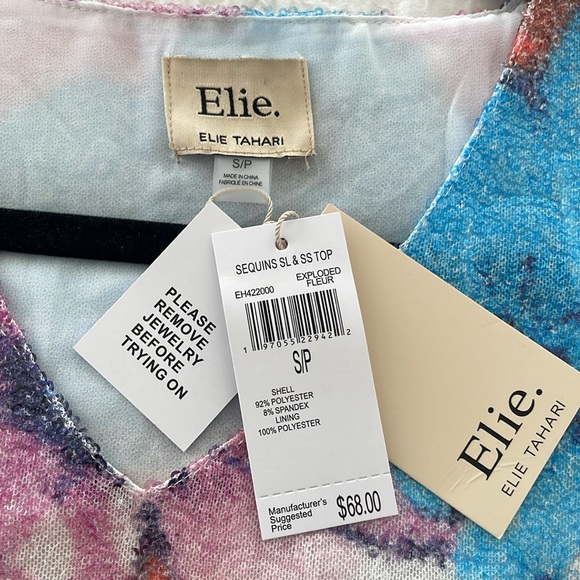 Elie.
ELIE TAHARI
S/P
MADE IN CHINA
FABRIQUÉ EN CHINE
PLEASE
REMOVE
JEWELRY
BEFORE
TRYING ON
SEQUINS SL & SS TOP
EH422000 EXPLODED
FLEUR
1 97055 22942 2
S/P
SHELL
92% POLYESTER
8% SPANDEX
LINING
100% POLYESTER
Manufacturer's
Suggested
Price
$68.00
Elie.
ELIE TAHARI